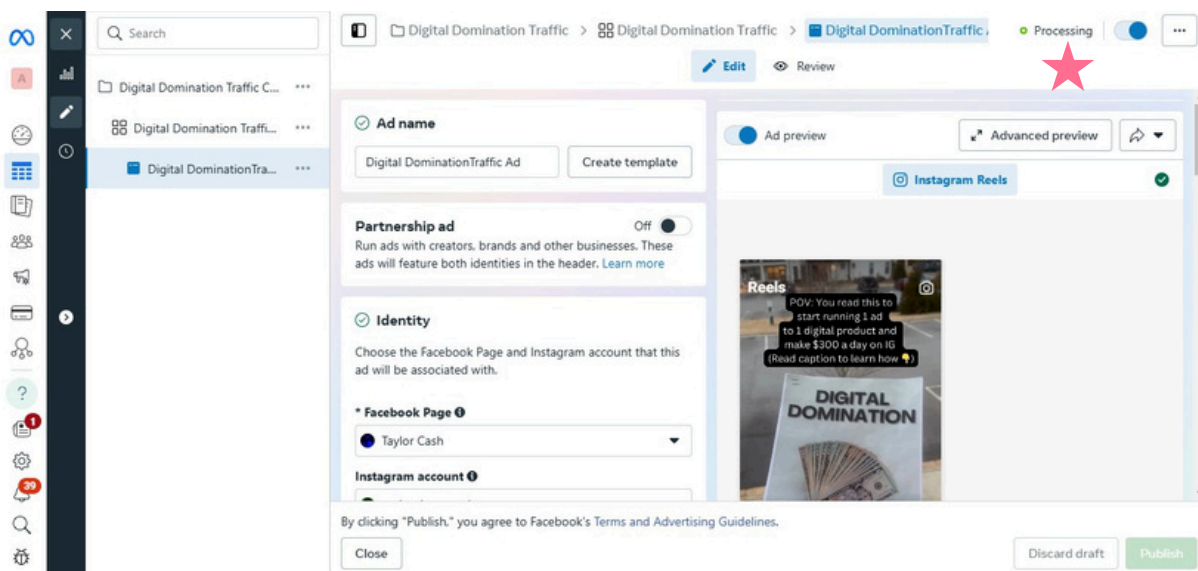 Search
Digital Domination Traffic > Digital Domination Traffic > Digital DominationTraffic
Processing
Edit
Review
A
Digital Domination Traffic C...
Digital Domination Traffi...
Digital DominationTra...
Ad name
Digital DominationTraffic Ad
Create template
Partnership ad
Off
Run ads with creators, brands and other businesses. These
ads will feature both identities in the header. Learn more
Identity
Choose the Facebook Page and Instagram account that this
ad will be associated with.
* Facebook Page
Taylor Cash
Instagram account
Ad preview
Advanced preview
Instagram Reels
Reels
POV: You read this to
start running 1 ad
to 1 digital product and
make $300 a day on IG
(Read caption to learn how 👇)
DIGITAL
DOMINATION
?
1
39
By clicking "Publish," you agree to Facebook's Terms and Advertising Guidelines.
Close
Discard draft
Publish